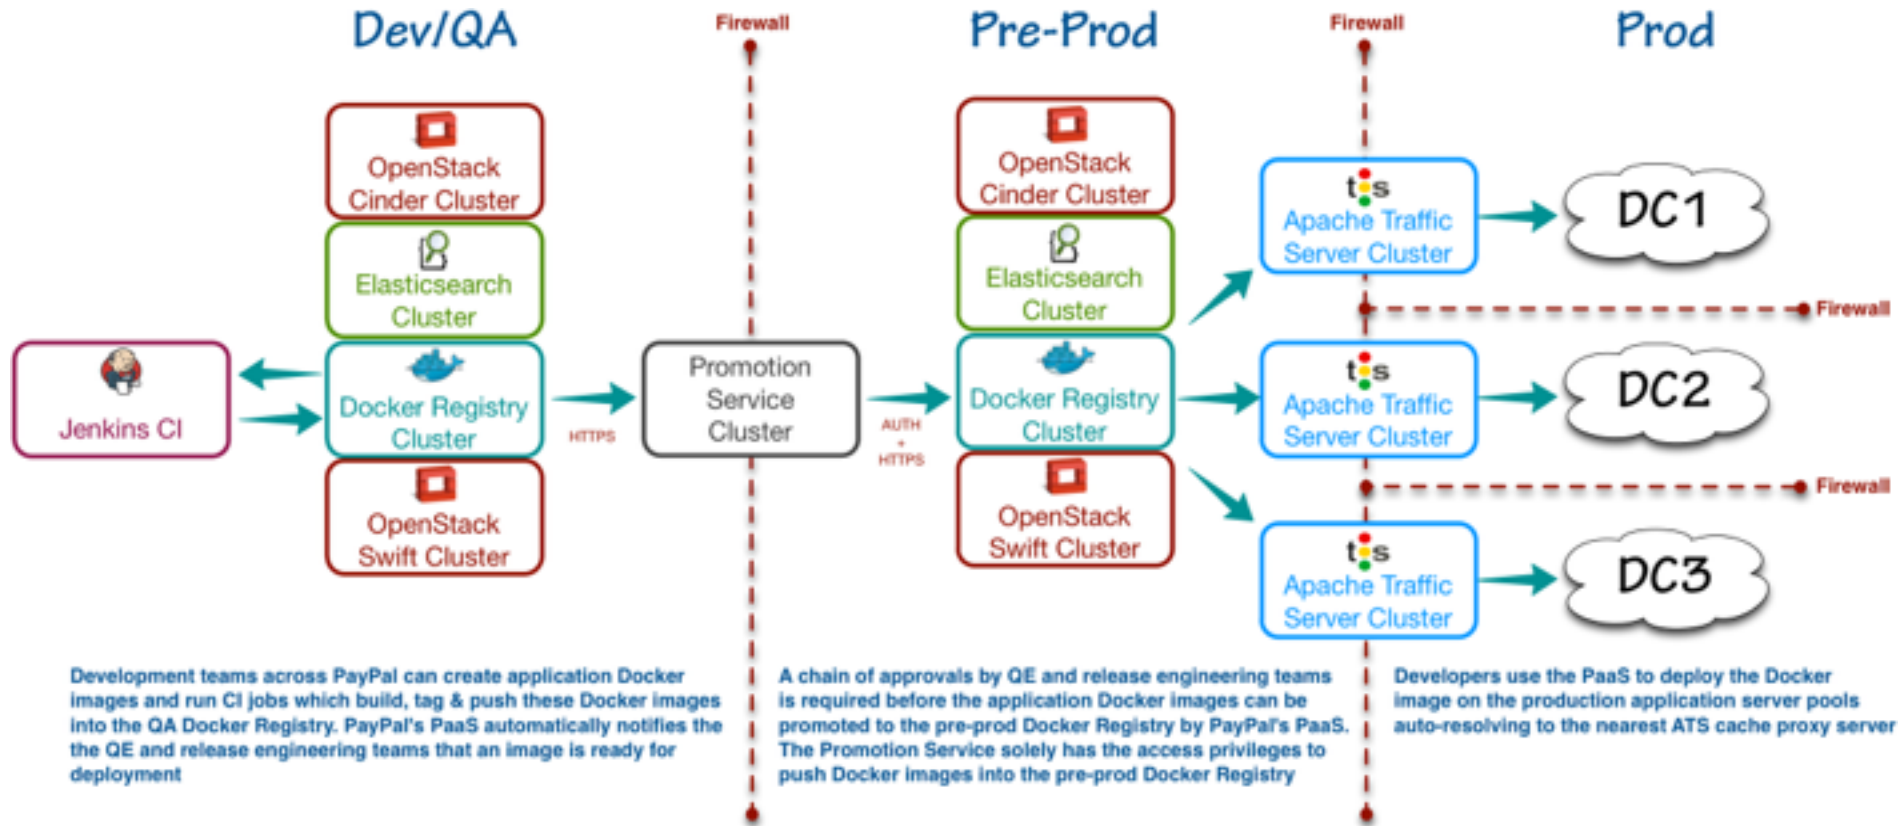 Dev/QA
Firewall
Pre-Prod
Firewall
Prod
OpenStack
Cinder Cluster
Elasticsearch
Cluster
Jenkins CI
Docker Registry
Cluster
HTTPS
OpenStack
Swift Cluster
Promotion
Service
Cluster
AUTH
+
HTTPS
OpenStack
Cinder Cluster
Elasticsearch
Cluster
Docker Registry
Cluster
OpenStack
Swift Cluster
ts
Apache Traffic
Server Cluster
DC1
Firewall
ts
Apache Traffic
Server Cluster
DC2
Firewall
ts
Apache Traffic
Server Cluster
DC3
Development teams across PayPal can create application Docker
images and run CI jobs which build, tag & push these Docker images
into the QA Docker Registry. PayPal's PaaS automatically notifies the
the QE and release engineering teams that an image is ready for
deployment
A chain of approvals by QE and release engineering teams
is required before the application Docker images can be
promoted to the pre-prod Docker Registry by PayPal's PaaS.
The Promotion Service solely has the access privileges to
push Docker images into the pre-prod Docker Registry
Developers use the PaaS to deploy the Docker
image on the production application server pools
auto-resolving to the nearest ATS cache proxy server